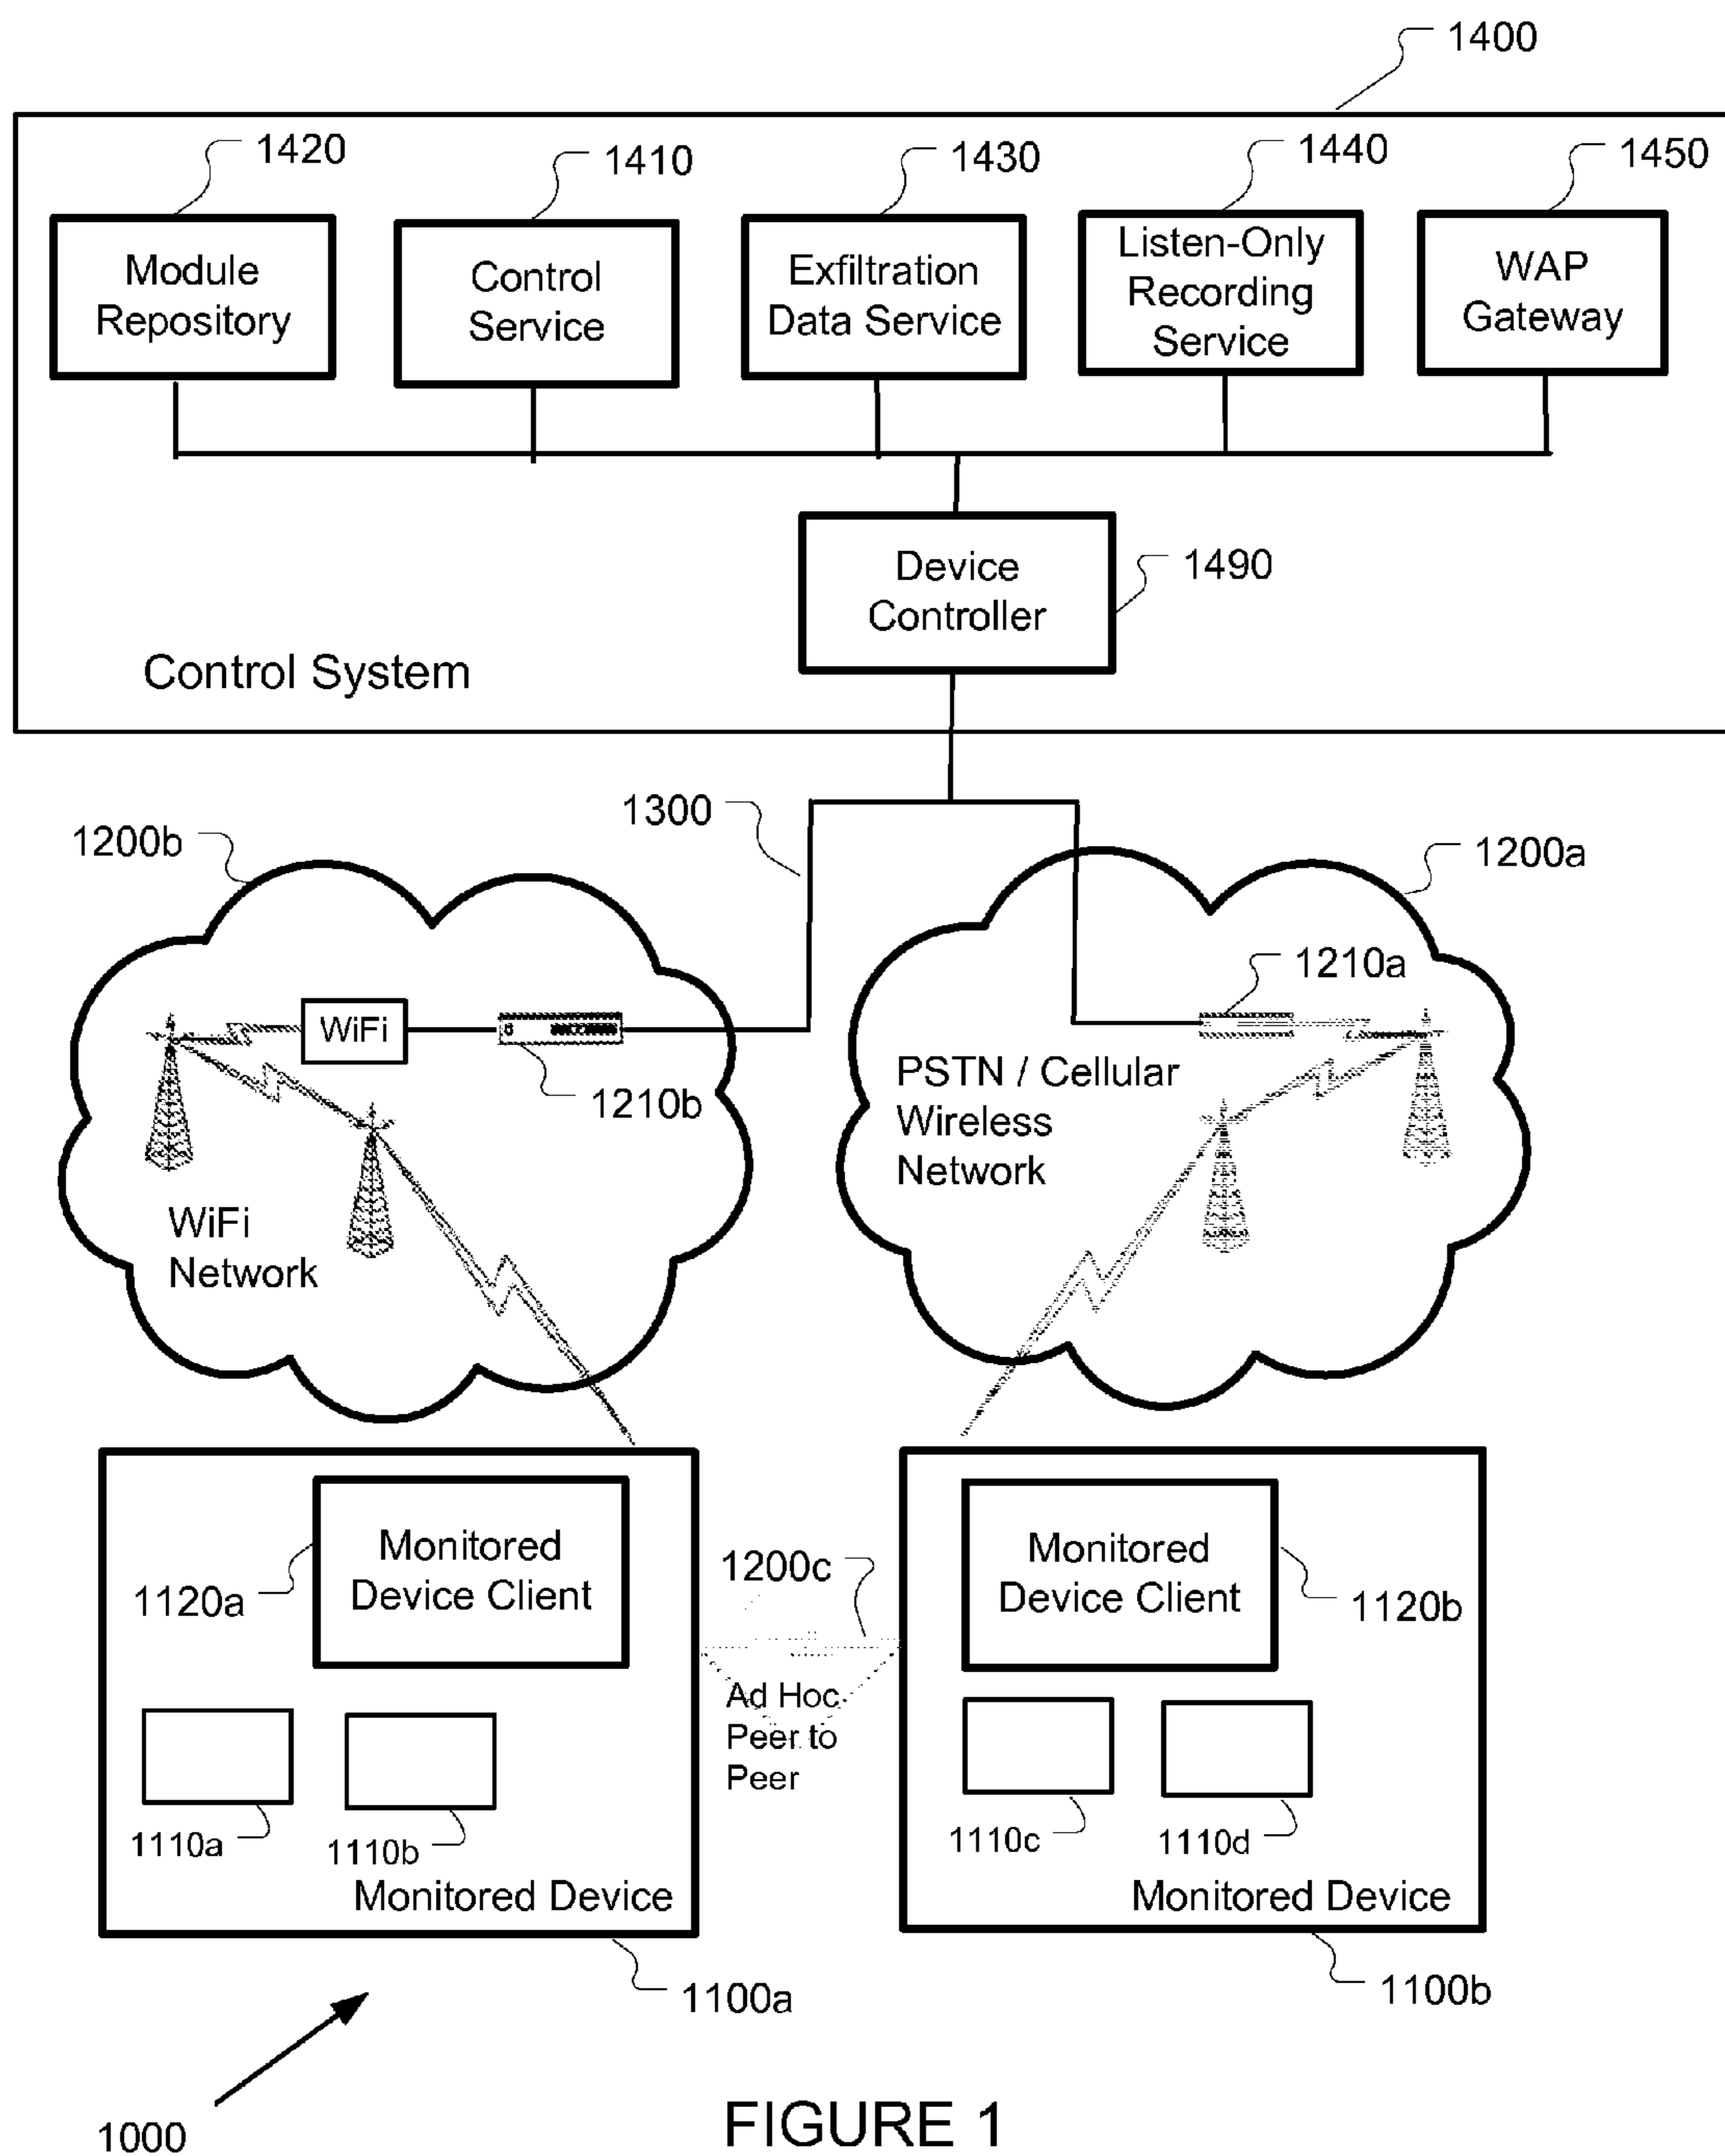 1400
1420
1410
1430
1440
1450
Module
Repository
Control
Service
Exfiltration
Data Service
Listen-Only
Recording
Service
WAP
Gateway
Device
Controller
1490
Control System
1300
1200b
1200a
1210a
WiFi
1210b
PSTN / Cellular
Wireless
Network
WiFi
Network
Monitored
Device Client
1120a
1200c
Monitored
Device Client
1120b
Ad Hoc
Peer to
Peer
1110a
1110b
1110c
1110d
Monitored Device
Monitored Device
1100a
1100b
1000
FIGURE 1